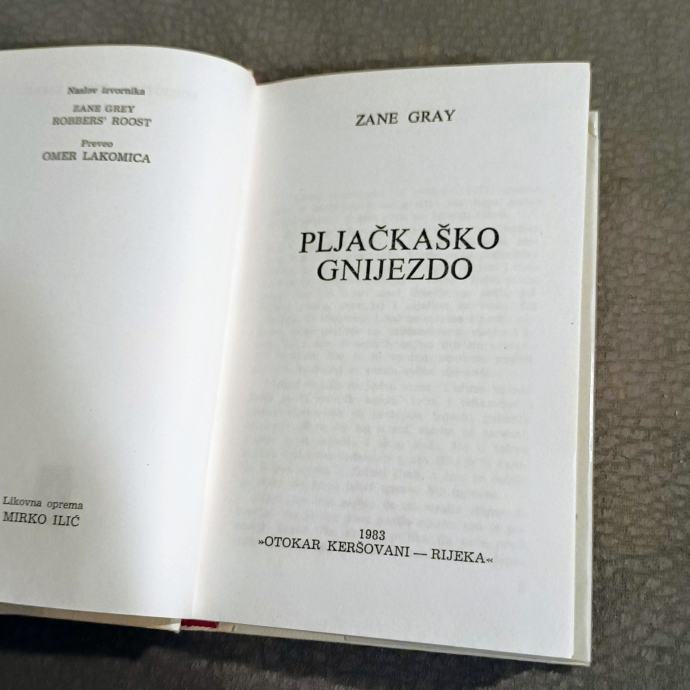 Naslov izvornika
ZANE GREY
ROBBERS' ROOST
Preveo
OMER LAKOMICA
Likovna oprema
MIRKO ILIĆ
ZANE GRAY
PLJAČKAŠKO
GNIJEZDO
1983
»OTOKAR KERŠOVANI — RIJEKA«